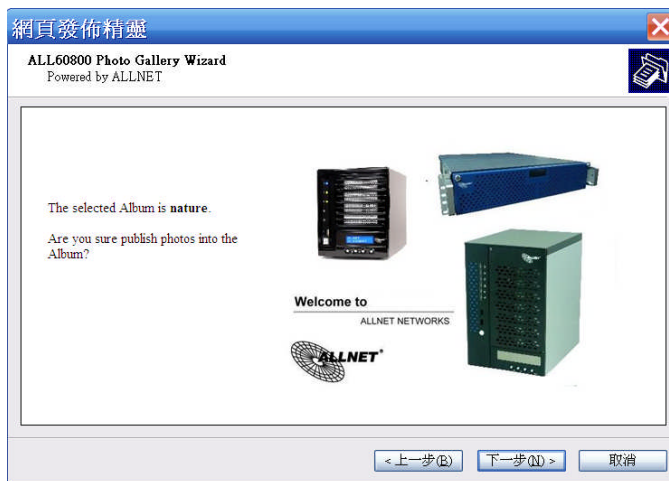 網頁發佈精靈
ALL60800 Photo Gallery Wizard
Powered by ALLNET
The selected Album is nature.
Are you sure publish photos into the
Album?
Welcome to
ALLNET NETWORKS
ALLNET®
<上一步(B)
下一步(N)>
取消